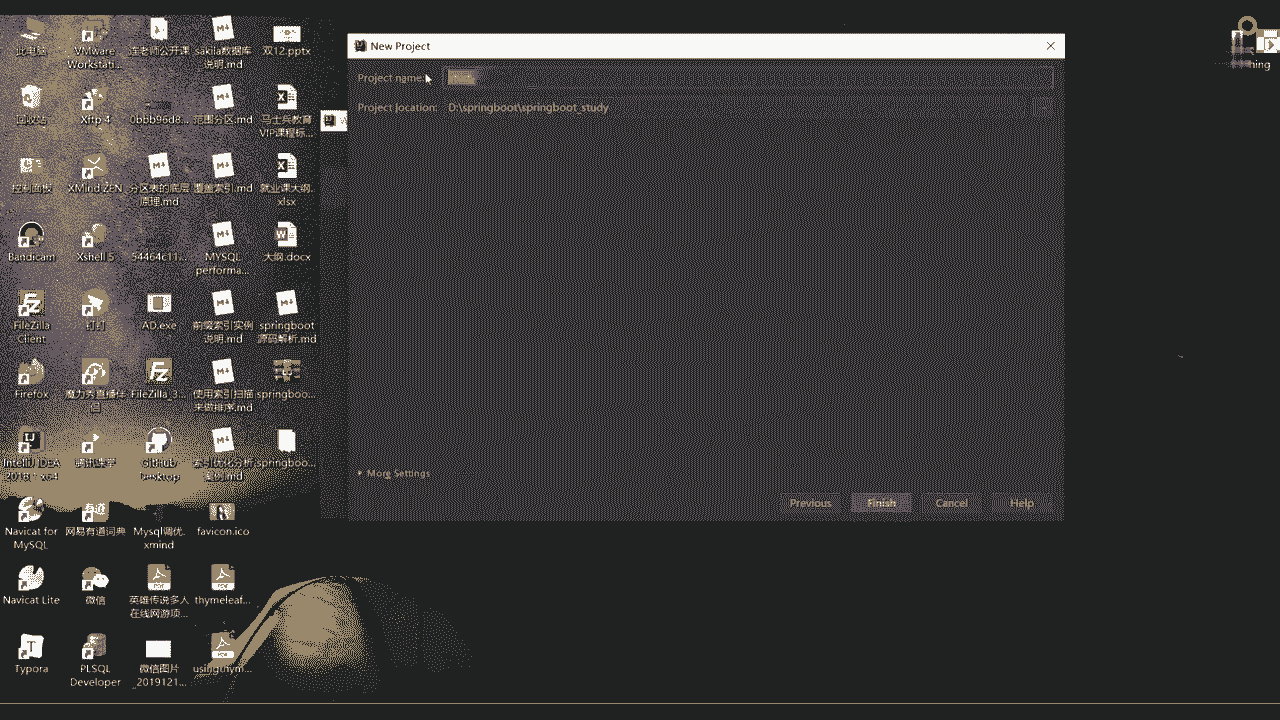 New Project
Project name:
Project location: D:\springboot\springboot_study
More Settings
Previous
Finish
Cancel
Help
此电脑
VMware Workstati...
连老师公开课
sakila数据库说明.md
双12.pptx
回收站
Xftp 4
0bbb96d8...
范围分区.md
马士兵教育VIP课程标...
控制面板
XMind ZEN
分区表的底层原理.md
覆盖索引.md
就业课大纲.xlsx
Bandicam
Xshell 5
54464c11...
MYSQL performa...
大纲.docx
FileZilla Client
钉钉
AD.exe
前缀索引实例说明.md
springboot源码解析.md
Firefox
魔力秀直播伴侣
FileZilla_3...
使用索引扫描来做排序.md
springboo...
IntelliJ IDEA
腾讯课堂
GitHub Desktop
索引优化分析案例.md
springboo...
Navicat for MySQL
网易有道词典
Mysql调优.xmind
favicon.ico
Navicat Lite
微信
英雄传说多人在线网游项...
thymeleaf...
Typora
PLSQL Developer
微信图片_2019121...
usingthym...